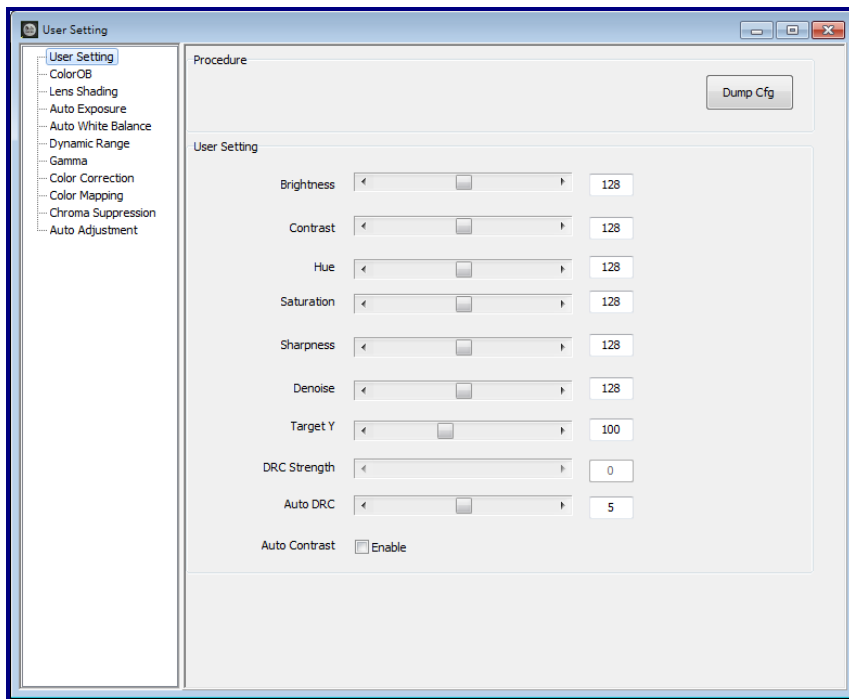 User Setting
User Setting
ColorOB
Lens Shading
Auto Exposure
Auto White Balance
Dynamic Range
Gamma
Color Correction
Color Mapping
Chroma Suppression
Auto Adjustment
Procedure
Dump Cfg
User Setting
Brightness 128
Contrast 128
Hue 128
Saturation 128
Sharpness 128
Denoise 128
Target Y 100
DRC Strength 0
Auto DRC 5
Auto Contrast Enable